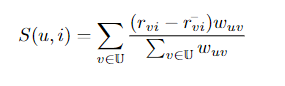 S(u, i) = \sum_{v \in \mathbb{U}} \frac{(r_{vi} - \bar{r_{vi}}) w_{uv}}{\sum_{v \in \mathbb{U}} w_{uv}}